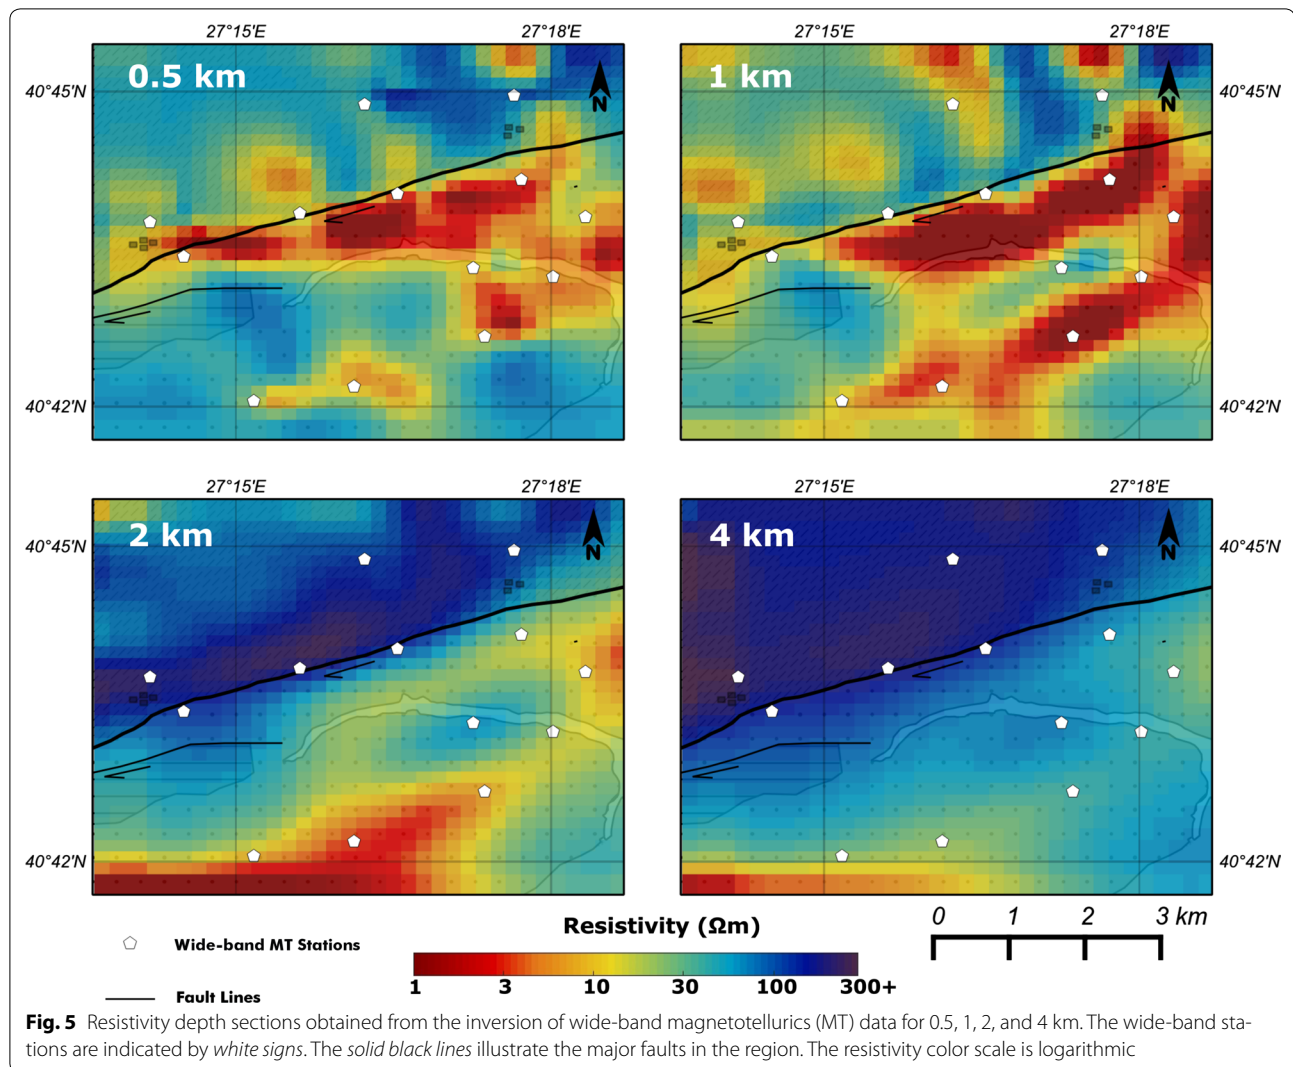 27°15'E 27°18'E 27°15'E 27°18'E
0.5 km 1 km
40°45'N N N 40°45'N
40°42'N 40°42'N
27°15'E 27°18'E 27°15'E 27°18'E
2 km 4 km
40°45'N N N 40°45'N
40°42'N 40°42'N
Resistivity (Ωm)
0 1 2 3 km
Wide-band MT Stations
Fault Lines
1 3 10 30 100 300+
Fig. 5 Resistivity depth sections obtained from the inversion of wide-band magnetotellurics (MT) data for 0.5, 1, 2, and 4 km. The wide-band sta-
tions are indicated by white signs. The solid black lines illustrate the major faults in the region. The resistivity color scale is logarithmic